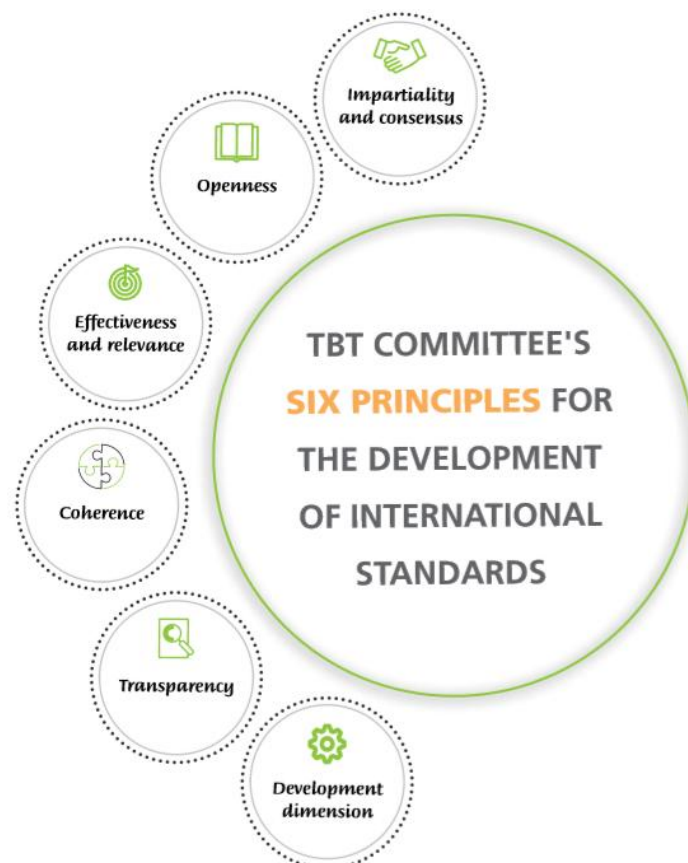 Impartiality
and consensus
Openness
Effectiveness
and relevance
Coherence
Transparency
Development
dimension
TBT COMMITTEE'S
SIX PRINCIPLES FOR
THE DEVELOPMENT
OF INTERNATIONAL
STANDARDS